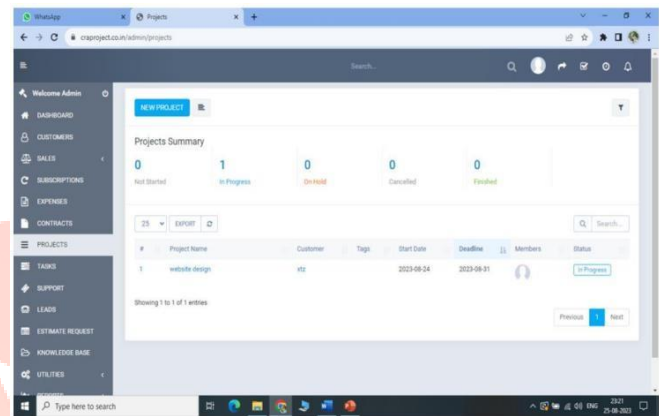 WhatsApp
Projects
craproject.co.in/admin/projects
Search...
Welcome Admin
DASHBOARD
CUSTOMERS
SALES
SUBSCRIPTIONS
EXPENSES
CONTRACTS
PROJECTS
TASKS
SUPPORT
LEADS
ESTIMATE REQUEST
KNOWLEDGE BASE
UTILITIES
NEW PROJECT
Projects Summary
0 1 0 0 0
Not Started In Progress On Hold Cancelled Finished
25 EXPORT Search...
# Project Name Customer Tags Start Date Deadline Members Status
1 website design vtz 2023-08-24 2023-08-31 In Progress
Showing 1 to 1 of 1 entries
Previous 1 Next
Type here to search
ENG
23:21
25-08-2023